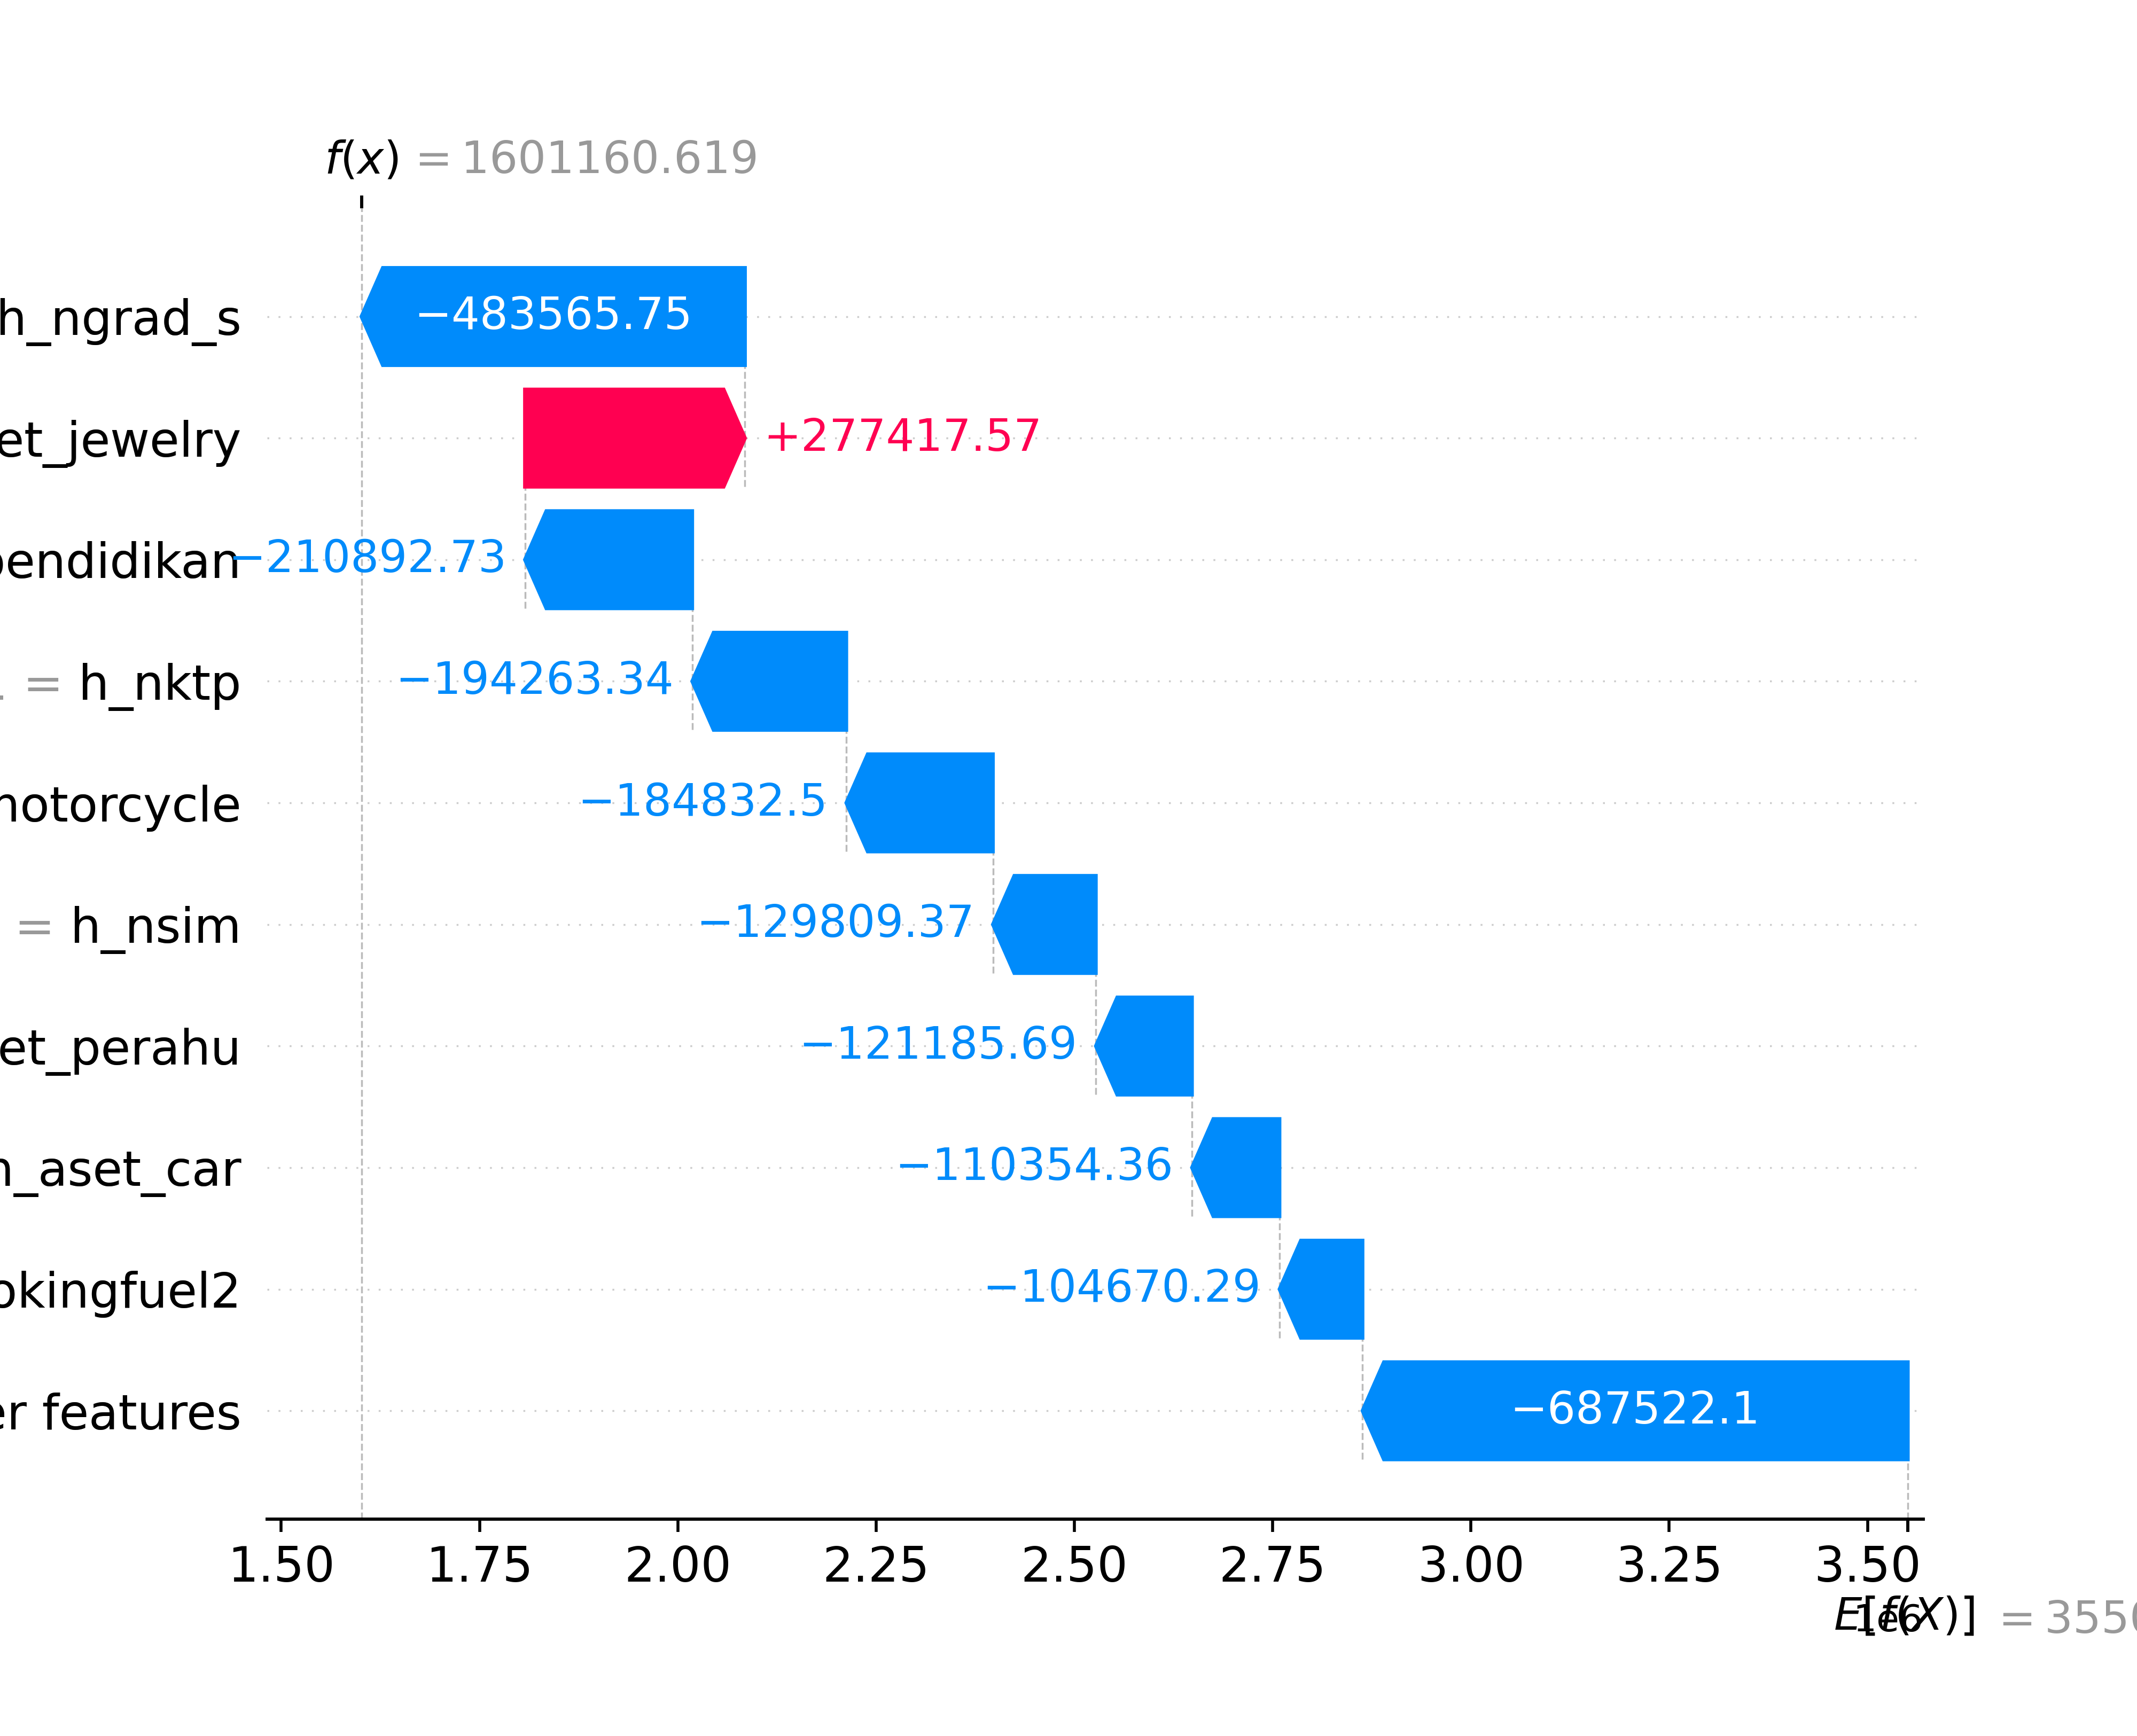 f(x) = 1601160.619
h_ngrad_s −483565.75
et_jewelry +277417.57
pendidikan −210892.73
= h_nktp −194263.34
motorcycle −184832.5
= h_nsim −129809.37
et_perahu −121185.69
h_aset_car −110354.36
okingfuel2 −104670.29
er features −687522.1
1.50 1.75 2.00 2.25 2.50 2.75 3.00 3.25 3.50
1e6
E[f(X)] = 3550